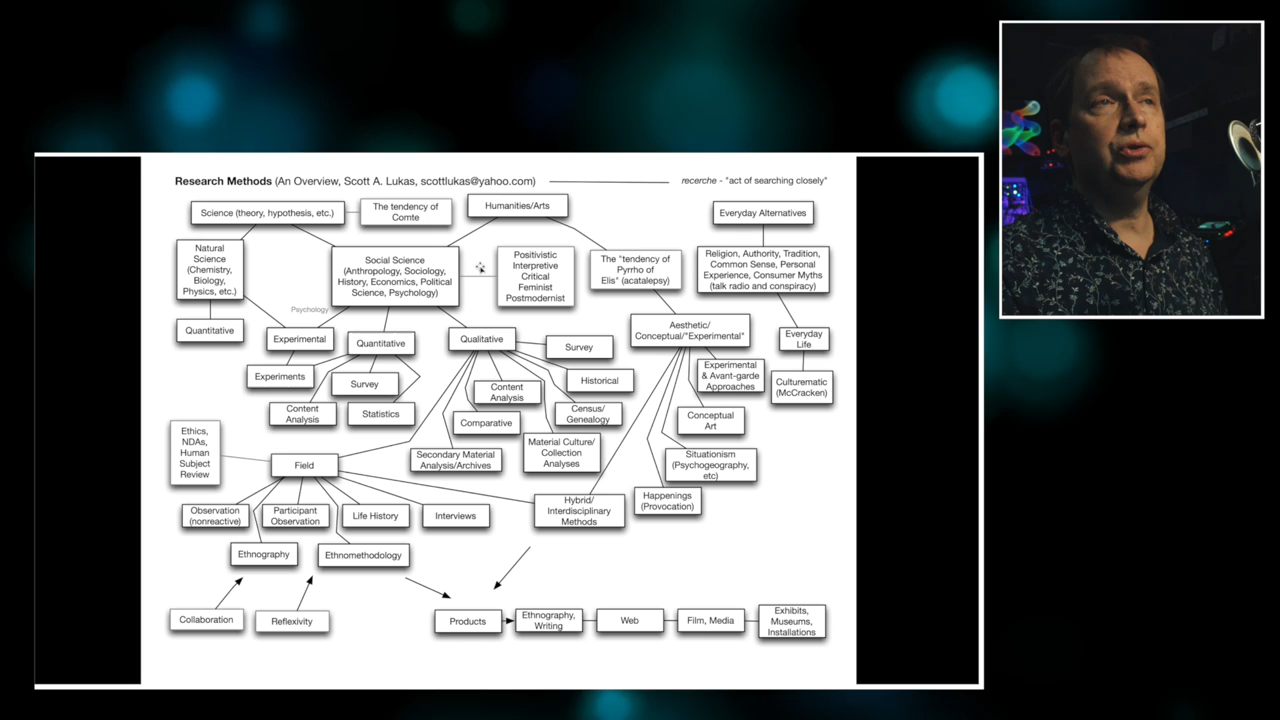 Research Methods (An Overview, Scott A. Lukas, scottlukas@yahoo.com)
recerche - "act of searching closely"
Science (theory, hypothesis, etc.)
The tendency of
Comte
Humanities/Arts
Everyday Alternatives
Natural
Science
(Chemistry,
Biology,
Physics, etc.)
Social Science
(Anthropology, Sociology,
History, Economics, Political
Science, Psychology)
Positivistic
Interpretive
Critical
Feminist
Postmodernist
The "tendency of
Pyrrho of
Elis" (acatalepsy)
Religion, Authority, Tradition,
Common Sense, Personal
Experience, Consumer Myths
(talk radio and conspiracy)
Psychology
Quantitative
Experimental
Quantitative
Qualitative
Survey
Aesthetic/
Conceptual/"Experimental"
Everyday
Life
Experiments
Survey
Content
Analysis
Historical
Experimental
& Avant-garde
Approaches
Culturematic
(McCracken)
Content
Analysis
Statistics
Comparative
Census/
Genealogy
Conceptual
Art
Ethics,
NDAs,
Human
Subject
Review
Field
Secondary Material
Analysis/Archives
Material Culture/
Collection
Analyses
Situationism
(Psychogeography,
etc)
Observation
(nonreactive)
Participant
Observation
Life History
Interviews
Hybrid/
Interdisciplinary
Methods
Happenings
(Provocation)
Ethnography
Ethnomethodology
Collaboration
Reflexivity
Products
Ethnography,
Writing
Web
Film, Media
Exhibits,
Museums,
Installations